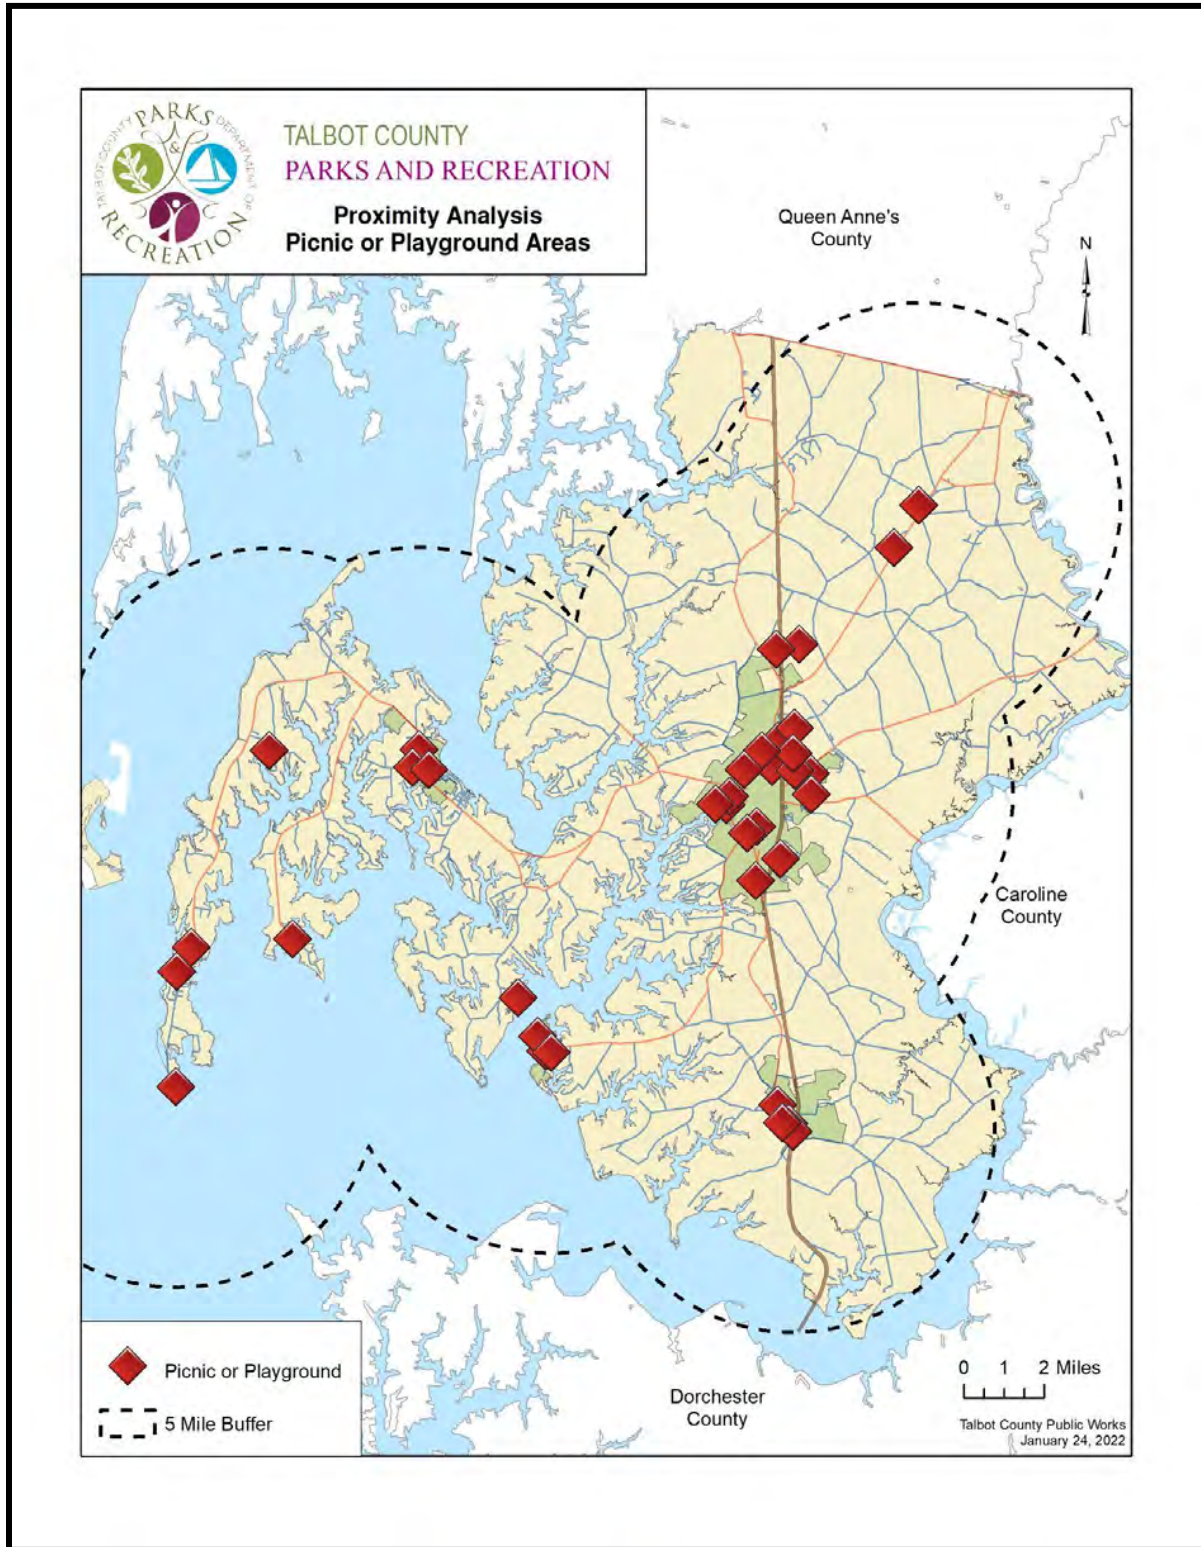 TALBOT COUNTY DEPARTMENT OF
PARKS
&
RECREATION
TALBOT COUNTY
PARKS AND RECREATION
Proximity Analysis
Picnic or Playground Areas
Queen Anne's
County
N
Caroline
County
Picnic or Playground
5 Mile Buffer
Dorchester
County
0 1 2 Miles
Talbot County Public Works
January 24, 2022